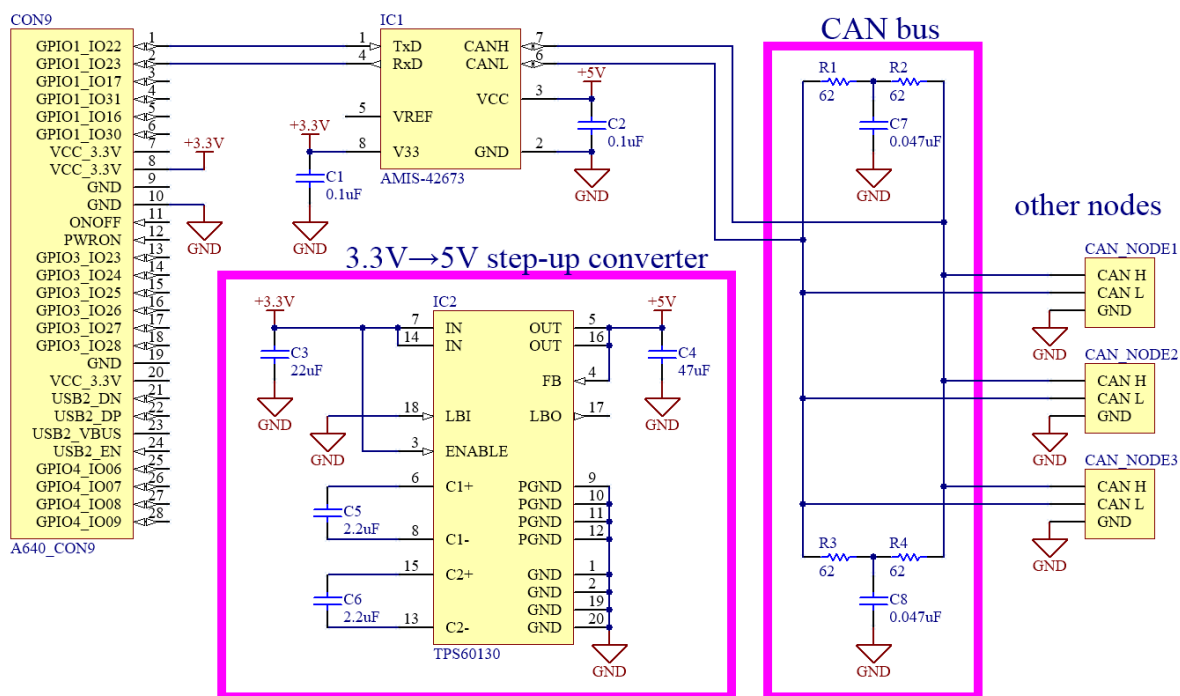 CON9
GPIO1_IO22 1
GPIO1_IO23 2
GPIO1_IO17 3
GPIO1_IO31 4
GPIO1_IO16 5
GPIO1_IO30 6
VCC_3.3V 7
VCC_3.3V 8
GND 9
GND 10
ONOFF 11
PWRON 12
GPIO3_IO23 13
GPIO3_IO24 14
GPIO3_IO25 15
GPIO3_IO26 16
GPIO3_IO27 17
GPIO3_IO28 18
GND 19
VCC_3.3V 20
USB2_DN 21
USB2_DP 22
USB2_VBUS 23
USB2_EN 24
GPIO4_IO06 25
GPIO4_IO07 26
GPIO4_IO08 27
GPIO4_IO09 28
A640_CON9
+3.3V
GND
IC1
1 TxD CANH 7
4 RxD CANL 6
VCC 3
5 VREF
8 V33 GND 2
AMIS-42673
+3.3V
C1
0.1uF
GND
+5V
C2
0.1uF
GND
3.3V→5V step-up converter
IC2
+3.3V
C3
22uF
GND
7 IN OUT 5
14 IN OUT 16
FB 4
18 LBI LBO 17
3 ENABLE
6 C1+ PGND 9
PGND 10
PGND 11
8 C1- PGND 12
15 C2+ GND 1
GND 2
GND 19
13 C2- GND 20
TPS60130
+5V
C4
47uF
GND
GND
C5
2.2uF
C6
2.2uF
GND
CAN bus
R1 R2
62 62
C7
0.047uF
GND
R3 R4
62 62
C8
0.047uF
GND
other nodes
CAN_NODE1
CAN H
CAN L
GND
GND
CAN_NODE2
CAN H
CAN L
GND
GND
CAN_NODE3
CAN H
CAN L
GND
GND